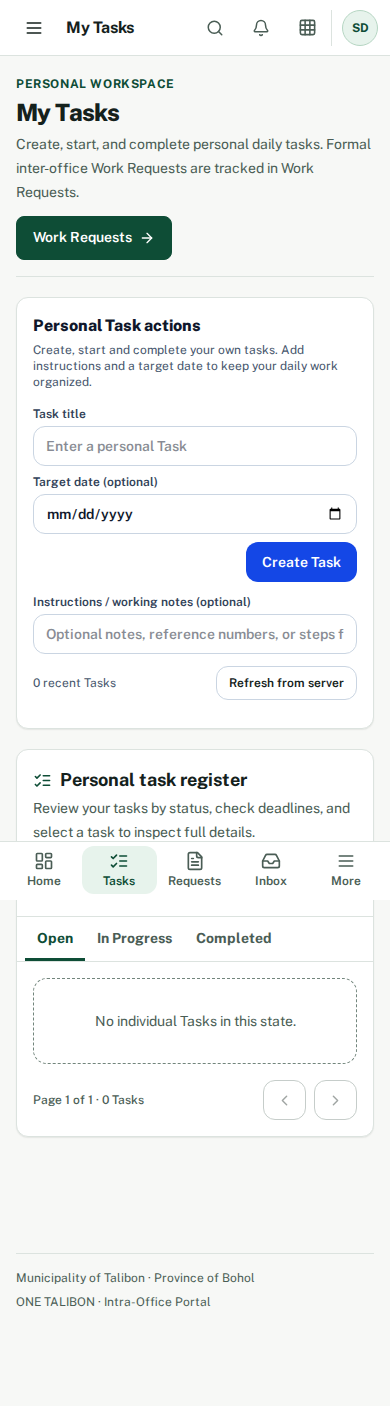 My Tasks
SD
PERSONAL WORKSPACE
My Tasks
Create, start, and complete personal daily tasks. Formal
inter-office Work Requests are tracked in Work
Requests.
Work Requests
Personal Task actions
Create, start and complete your own tasks. Add
instructions and a target date to keep your daily work
organized.
Task title
Enter a personal Task
Target date (optional)
mm/dd/yyyy
Create Task
Instructions / working notes (optional)
Optional notes, reference numbers, or steps f
0 recent Tasks
Refresh from server
Personal task register
Review your tasks by status, check deadlines, and
select a task to inspect full details.
Home
Tasks
Requests
Inbox
More
Open
In Progress
Completed
No individual Tasks in this state.
Page 1 of 1 · 0 Tasks
Municipality of Talibon · Province of Bohol
ONE TALIBON · Intra-Office Portal